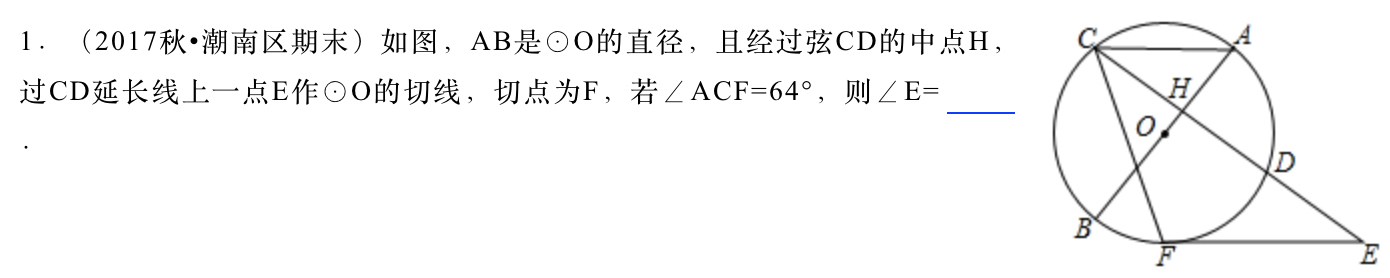 1. （2017秋•潮南区期末）如图，AB是⊙O的直径，且经过弦CD的中点H，
过CD延长线上一点E作⊙O的切线，切点为F，若∠ACF=64°，则∠E=
.
C
A
H
O
D
B
F
E